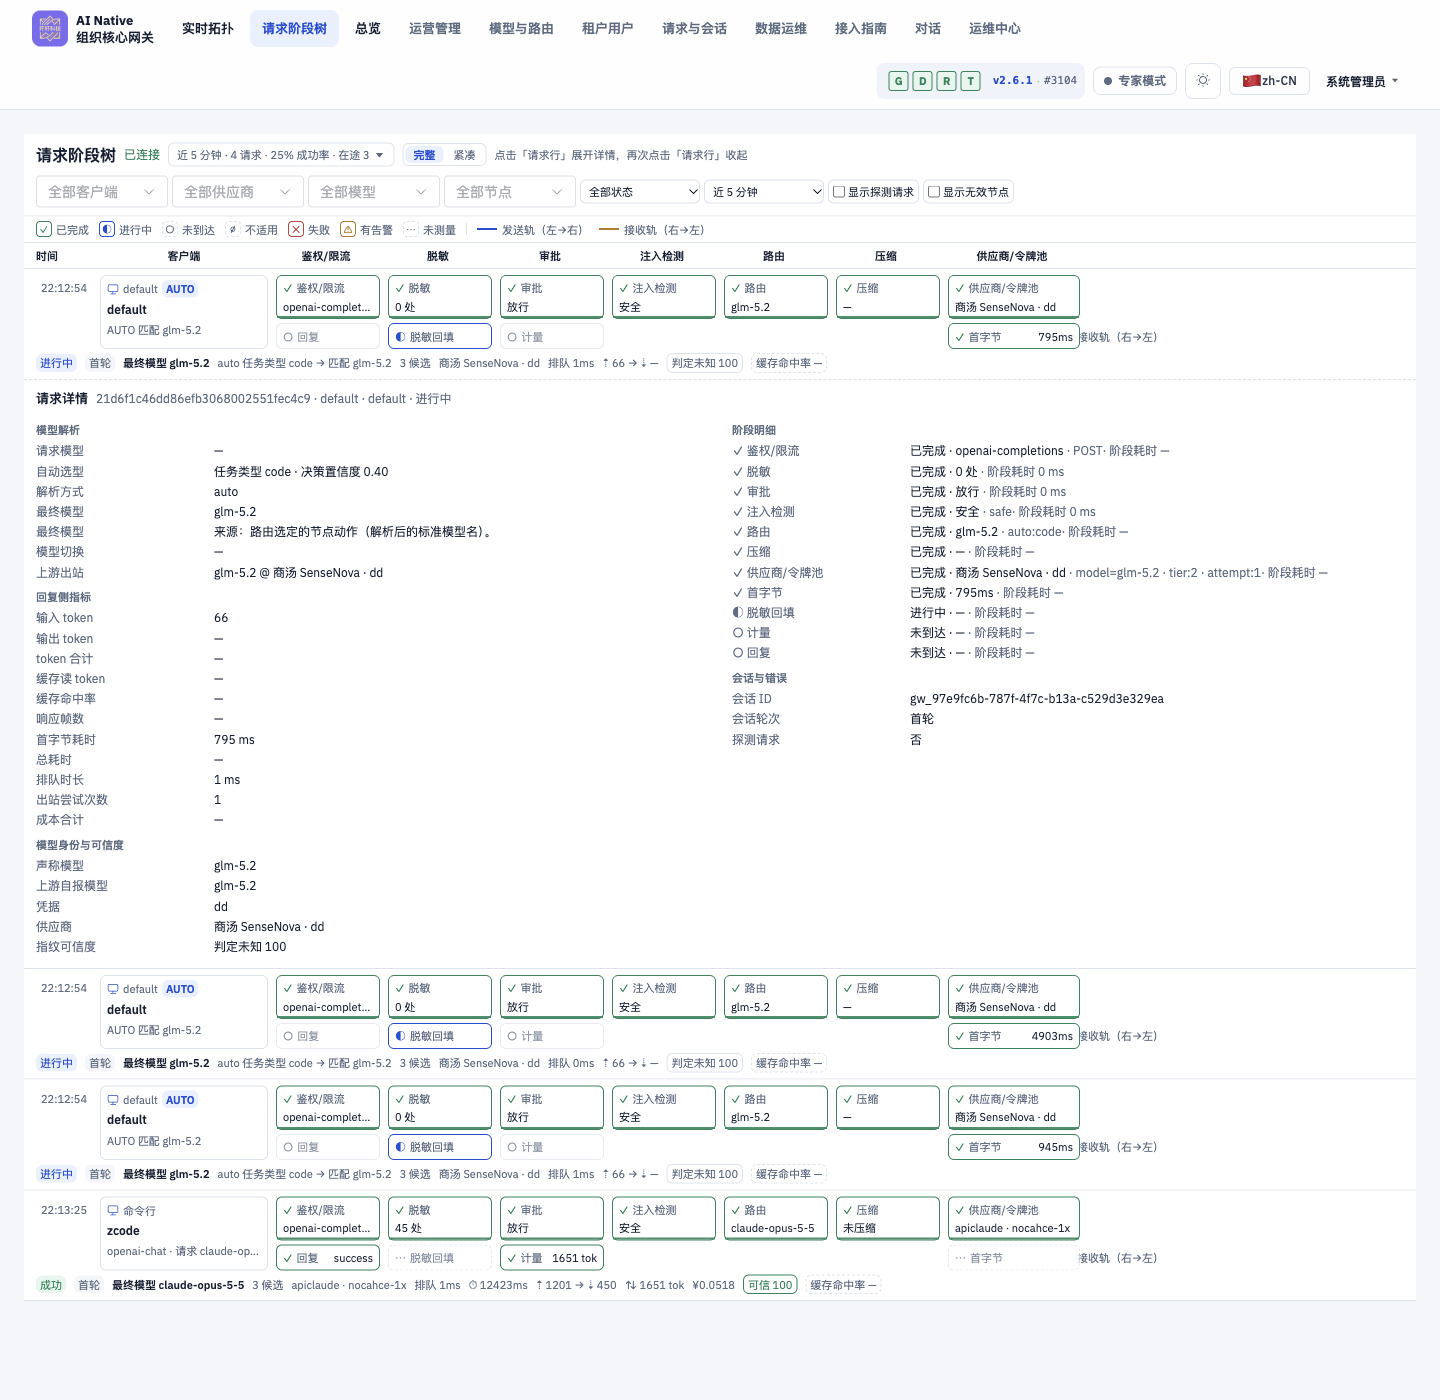 AI Native
组织核心网关
实时拓扑 请求阶段树 总览 运营管理 模型与路由 租户用户 请求与会话 数据运维 接入指南 对话 运维中心
G D R T v2.6.1 · #3104 专家模式 zh-CN 系统管理员
请求阶段树 已连接 近 5 分钟 · 4 请求 · 25% 成功率 · 在途 3 完整 紧凑 点击「请求行」展开详情，再次点击「请求行」收起
全部客户端 全部供应商 全部模型 全部节点 全部状态 近 5 分钟 显示探测请求 显示无效节点
已完成 进行中 未到达 不适用 失败 有告警 未测量 发送轨（左→右） 接收轨（右→左）
时间 客户端 鉴权/限流 脱敏 审批 注入检测 路由 压缩 供应商/令牌池
22:12:54 default AUTO ✓ 鉴权/限流 ✓ 脱敏 ✓ 审批 ✓ 注入检测 ✓ 路由 ✓ 压缩 ✓ 供应商/令牌池
default openai-complet... 0 处 放行 安全 glm-5.2 — 商汤 SenseNova · dd
AUTO 匹配 glm-5.2 回复 脱敏回填 计量 ✓ 首字节 795ms 接收轨（右→左）
进行中 首轮 最终模型 glm-5.2 auto 任务类型 code → 匹配 glm-5.2 3 候选 商汤 SenseNova · dd 排队 1ms ↑ 66 → ↓ — 判定未知 100 缓存命中率 —
请求详情 21d6f1c46dd86efb3068002551fec4c9 · default · default · 进行中
模型解析
请求模型 —
自动选型 任务类型 code · 决策置信度 0.40
解析方式 auto
最终模型 glm-5.2
最终模型 来源：路由选定的节点动作（解析后的标准模型名）。
模型切换 —
上游出站 glm-5.2 @ 商汤 SenseNova · dd
回复侧指标
输入 token 66
输出 token —
token 合计 —
缓存读 token —
缓存命中率 —
响应帧数 —
首字节耗时 795 ms
总耗时 —
排队时长 1 ms
出站尝试次数 1
成本合计 —
模型身份与可信度
声称模型 glm-5.2
上游自报模型 glm-5.2
凭据 dd
供应商 商汤 SenseNova · dd
指纹可信度 判定未知 100
阶段明细
✓ 鉴权/限流 已完成 · openai-completions · POST· 阶段耗时 —
✓ 脱敏 已完成 · 0 处 · 阶段耗时 0 ms
✓ 审批 已完成 · 放行 · 阶段耗时 0 ms
✓ 注入检测 已完成 · 安全 · safe· 阶段耗时 0 ms
✓ 路由 已完成 · glm-5.2 · auto:code· 阶段耗时 —
✓ 压缩 已完成 · — · 阶段耗时 —
✓ 供应商/令牌池 已完成 · 商汤 SenseNova · dd · model=glm-5.2 · tier:2 · attempt:1· 阶段耗时 —
✓ 首字节 已完成 · 795ms · 阶段耗时 —
脱敏回填 进行中 · — · 阶段耗时 —
计量 未到达 · — · 阶段耗时 —
回复 未到达 · — · 阶段耗时 —
会话与错误
会话 ID gw_97e9fc6b-787f-4f7c-b13a-c529d3e329ea
会话轮次 首轮
探测请求 否
22:12:54 default AUTO ✓ 鉴权/限流 ✓ 脱敏 ✓ 审批 ✓ 注入检测 ✓ 路由 ✓ 压缩 ✓ 供应商/令牌池
default openai-complet... 0 处 放行 安全 glm-5.2 — 商汤 SenseNova · dd
AUTO 匹配 glm-5.2 回复 脱敏回填 计量 ✓ 首字节 4903ms 接收轨（右→左）
进行中 首轮 最终模型 glm-5.2 auto 任务类型 code → 匹配 glm-5.2 3 候选 商汤 SenseNova · dd 排队 0ms ↑ 66 → ↓ — 判定未知 100 缓存命中率 —
22:12:54 default AUTO ✓ 鉴权/限流 ✓ 脱敏 ✓ 审批 ✓ 注入检测 ✓ 路由 ✓ 压缩 ✓ 供应商/令牌池
default openai-complet... 0 处 放行 安全 glm-5.2 — 商汤 SenseNova · dd
AUTO 匹配 glm-5.2 回复 脱敏回填 计量 ✓ 首字节 945ms 接收轨（右→左）
进行中 首轮 最终模型 glm-5.2 auto 任务类型 code → 匹配 glm-5.2 3 候选 商汤 SenseNova · dd 排队 1ms ↑ 66 → ↓ — 判定未知 100 缓存命中率 —
22:13:25 命令行 ✓ 鉴权/限流 ✓ 脱敏 ✓ 审批 ✓ 注入检测 ✓ 路由 ✓ 压缩 ✓ 供应商/令牌池
zcode openai-complet... 45 处 放行 安全 claude-opus-5-5 未压缩 apiclaude · nocahce-1x
openai-chat · 请求 claude-op... ✓ 回复 success ··· 脱敏回填 ✓ 计量 1651 tok ··· 首字节 接收轨（右→左）
成功 首轮 最终模型 claude-opus-5-5 3 候选 apiclaude · nocahce-1x 排队 1ms ⏱ 12423ms ↑ 1201 → ↓ 450 ⇅ 1651 tok ¥0.0518 可信 100 缓存命中率 —